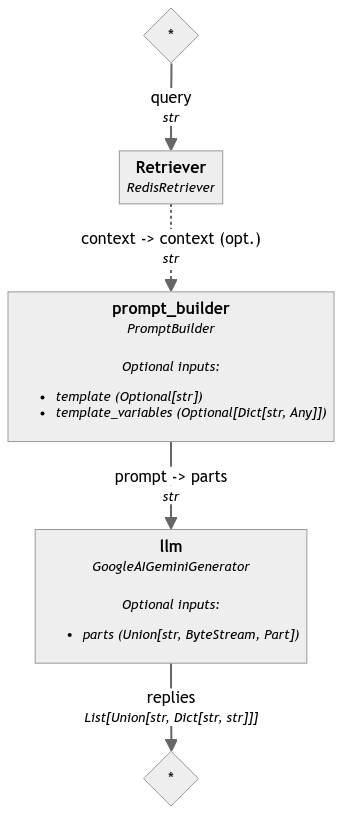 *
query
str
Retriever
RedisRetriever
context -> context (opt.)
str
prompt_builder
PromptBuilder
Optional inputs:
• template (Optional[str])
• template_variables (Optional[Dict[str, Any]])
prompt -> parts
str
llm
GoogleAIGeminiGenerator
Optional inputs:
• parts (Union[str, ByteStream, Part])
replies
List[Union[str, Dict[str, str]]]
*